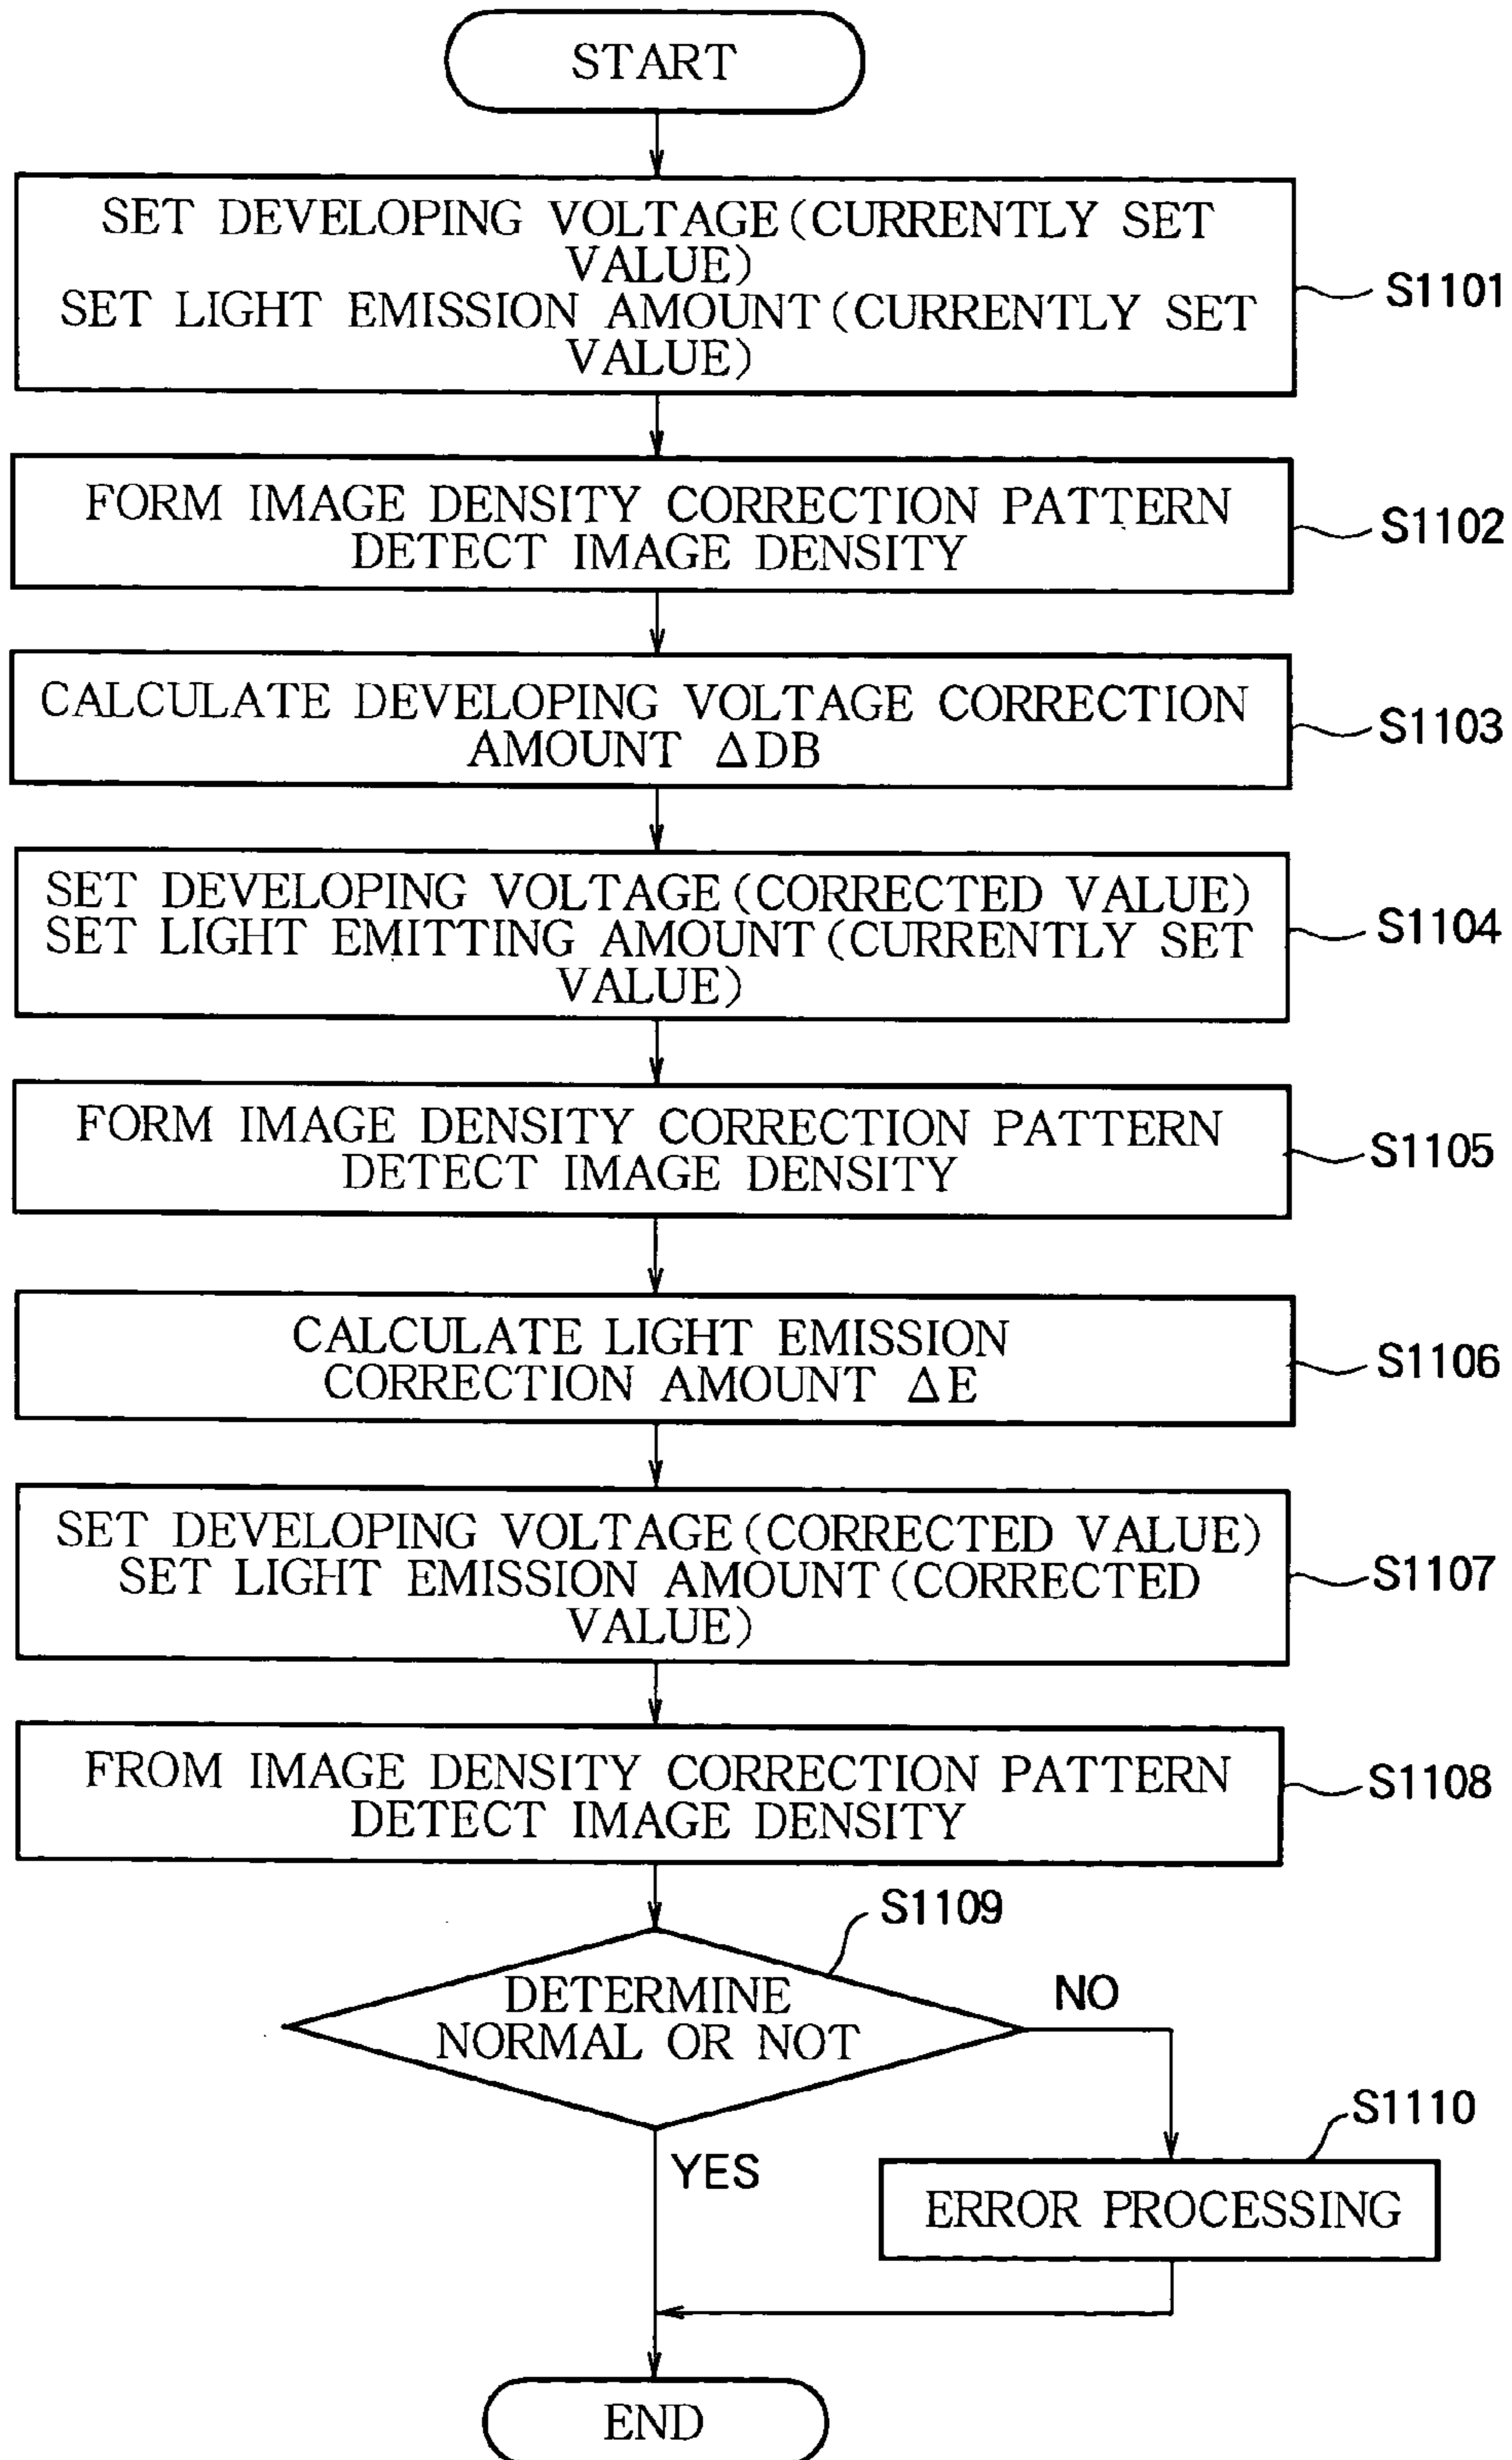 START
SET DEVELOPING VOLTAGE(CURRENTLY SET
VALUE)
SET LIGHT EMISSION AMOUNT(CURRENTLY SET
VALUE)
S1101
FORM IMAGE DENSITY CORRECTION PATTERN
DETECT IMAGE DENSITY
S1102
CALCULATE DEVELOPING VOLTAGE CORRECTION
AMOUNT ΔDB
S1103
SET DEVELOPING VOLTAGE(CORRECTED VALUE)
SET LIGHT EMITTING AMOUNT(CURRENTLY SET
VALUE)
S1104
FORM IMAGE DENSITY CORRECTION PATTERN
DETECT IMAGE DENSITY
S1105
CALCULATE LIGHT EMISSION
CORRECTION AMOUNT ΔE
S1106
SET DEVELOPING VOLTAGE(CORRECTED VALUE)
SET LIGHT EMISSION AMOUNT(CORRECTED
VALUE)
S1107
FROM IMAGE DENSITY CORRECTION PATTERN
DETECT IMAGE DENSITY
S1108
S1109
DETERMINE
NORMAL OR NOT
NO
YES
S1110
ERROR PROCESSING
END